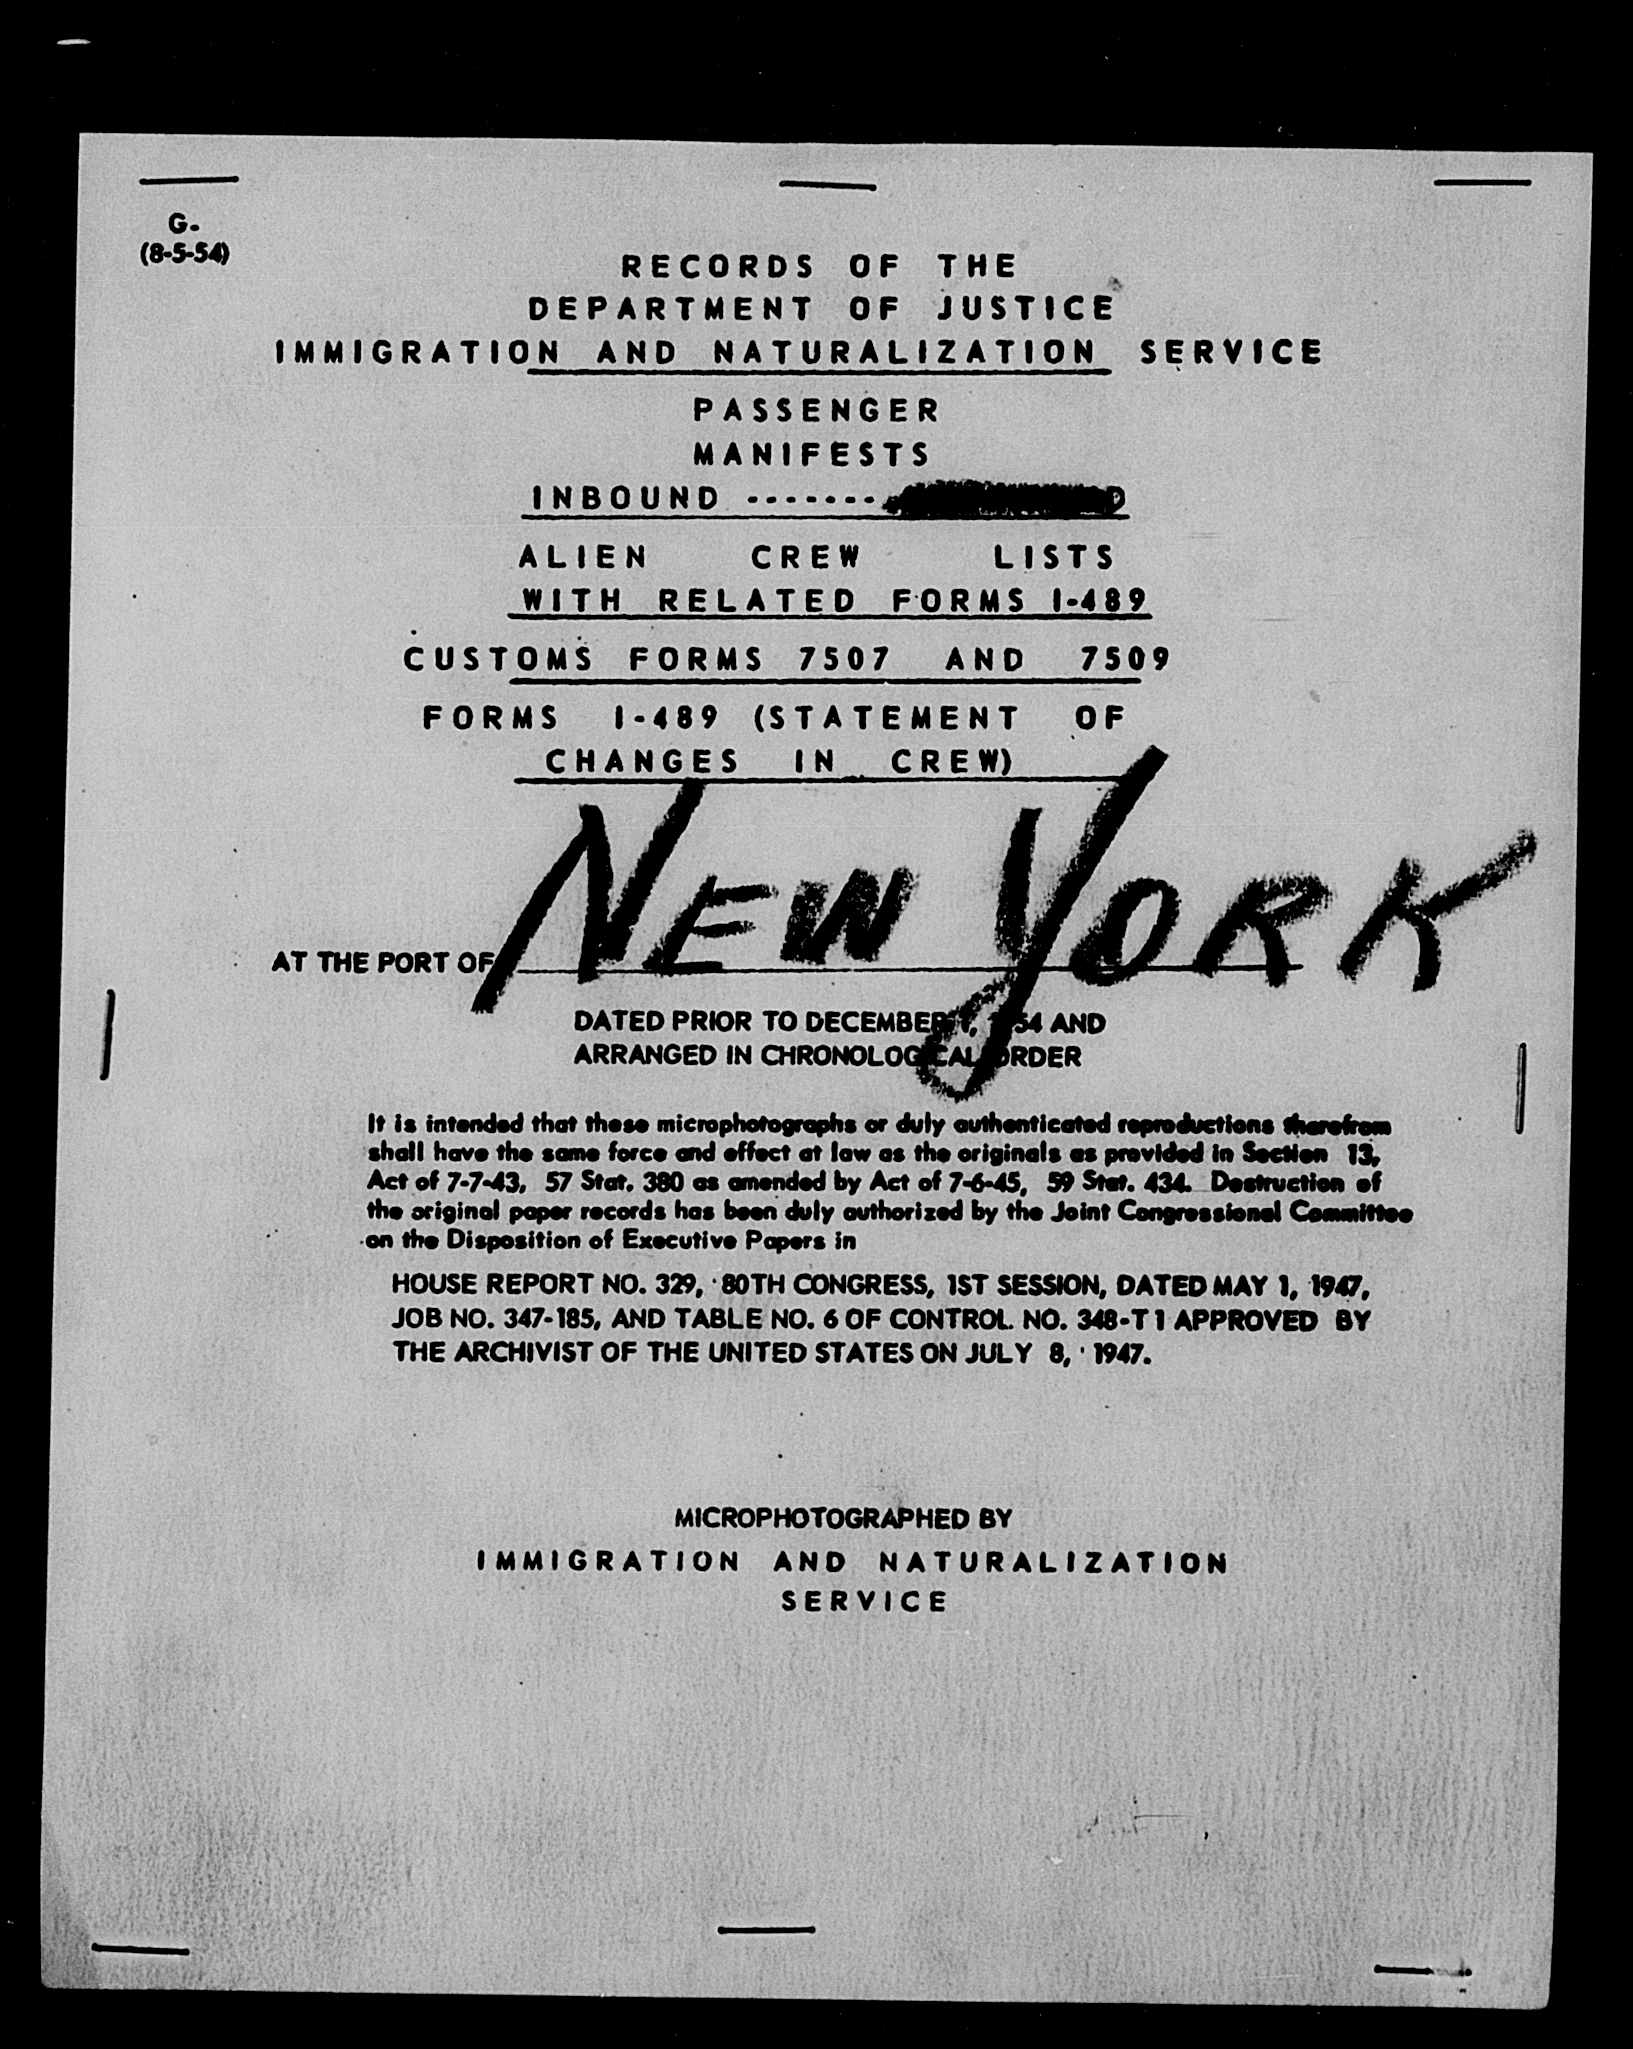 G-
(8-5-54)
RECORDS OF THE
DEPARTMENT OF JUSTICE
IMMIGRATION AND NATURALIZATION SERVICE
PASSENGER
MANIFESTS
INBOUND -------
ALIEN CREW LISTS
WITH RELATED FORMS I-489
CUSTOMS FORMS 7507 AND 7509
FORMS I-489 (STATEMENT OF
CHANGES IN CREW)
AT THE PORT OF NEW YORK
DATED PRIOR TO DECEMBER 1, 1954 AND
ARRANGED IN CHRONOLOGICAL ORDER
It is intended that these microphotographs or duly authenticated reproductions therefrom
shall have the same force and effect at law as the originals as provided in Section 13,
Act of 7-7-43, 57 Stat. 380 as amended by Act of 7-6-45, 59 Stat. 434. Destruction of
the original paper records has been duly authorized by the Joint Congressional Committee
on the Disposition of Executive Papers in
HOUSE REPORT NO. 329, 80TH CONGRESS, 1ST SESSION, DATED MAY 1, 1947,
JOB NO. 347-185, AND TABLE NO. 6 OF CONTROL NO. 348-T 1 APPROVED BY
THE ARCHIVIST OF THE UNITED STATES ON JULY 8, 1947.
MICROPHOTOGRAPHED BY
IMMIGRATION AND NATURALIZATION
SERVICE